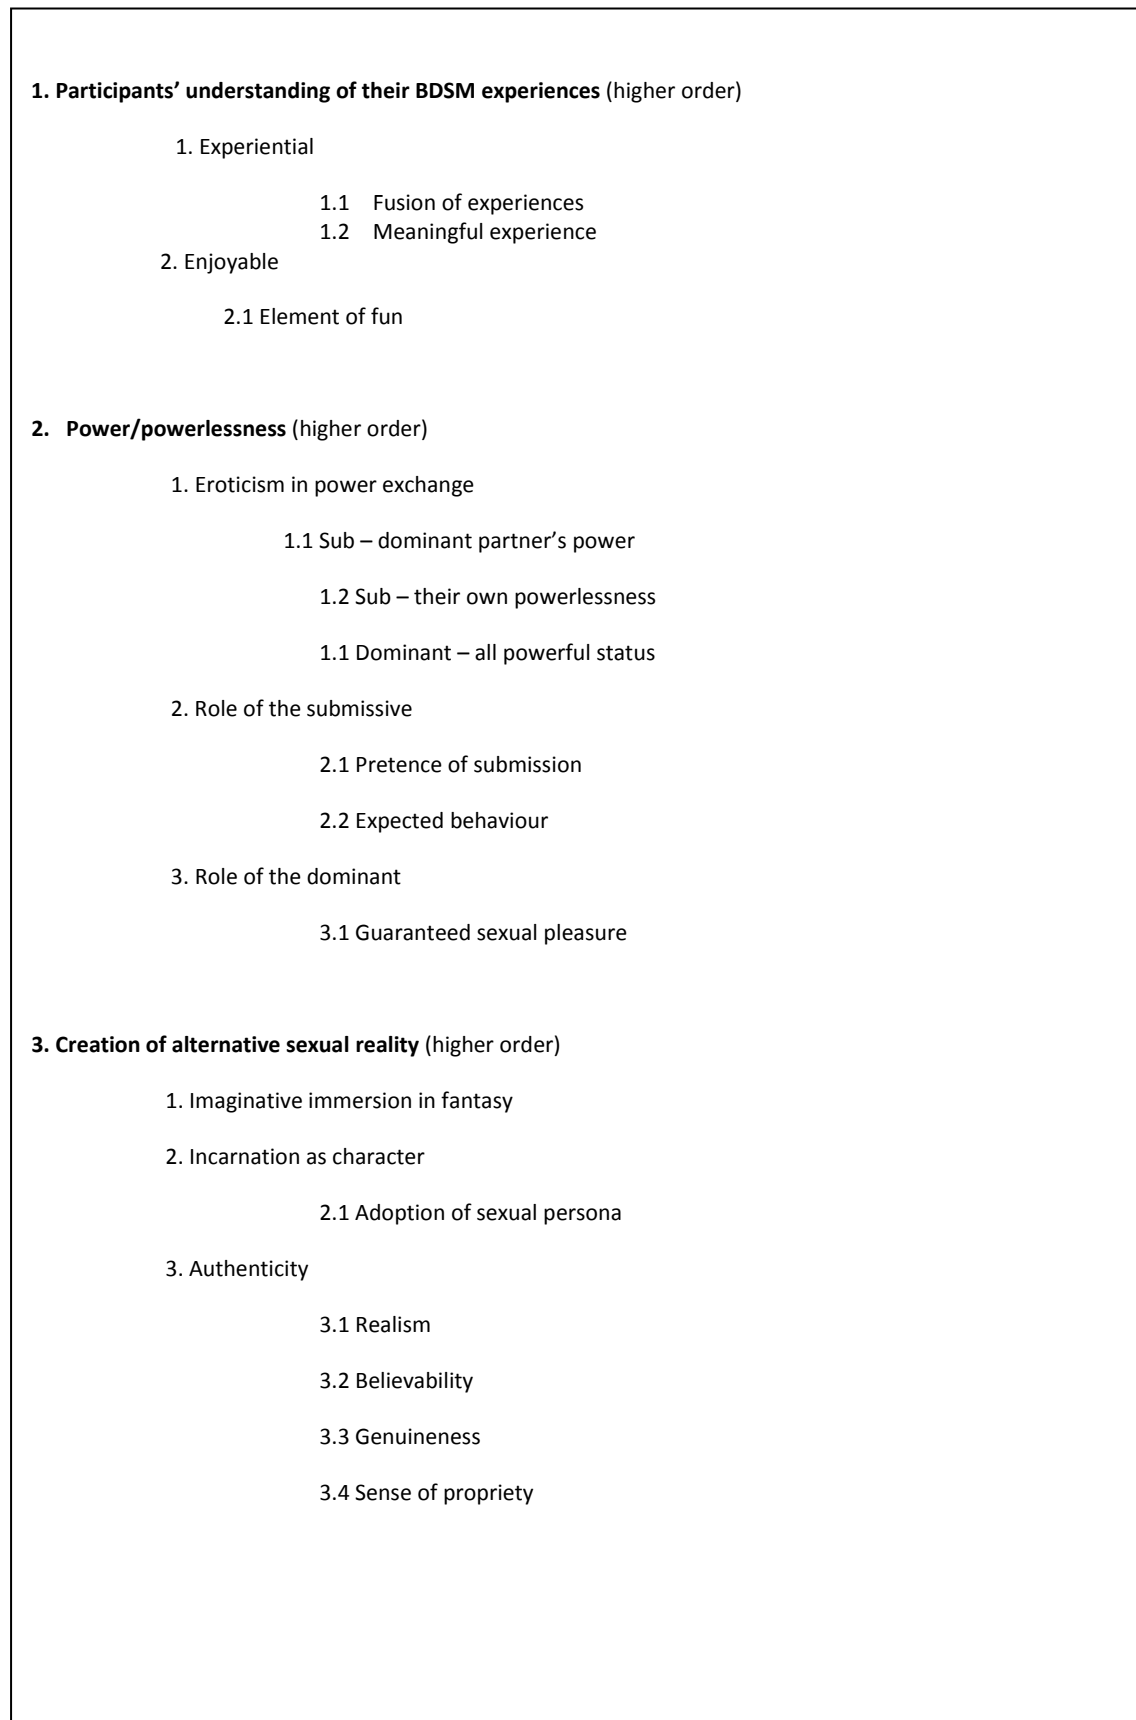 1. Participants’ understanding of their BDSM experiences (higher order)
1. Experiential
1.1 Fusion of experiences
1.2 Meaningful experience
2. Enjoyable
2.1 Element of fun
2. Power/powerlessness (higher order)
1. Eroticism in power exchange
1.1 Sub – dominant partner’s power
1.2 Sub – their own powerlessness
1.1 Dominant – all powerful status
2. Role of the submissive
2.1 Pretence of submission
2.2 Expected behaviour
3. Role of the dominant
3.1 Guaranteed sexual pleasure
3. Creation of alternative sexual reality (higher order)
1. Imaginative immersion in fantasy
2. Incarnation as character
2.1 Adoption of sexual persona
3. Authenticity
3.1 Realism
3.2 Believability
3.3 Genuineness
3.4 Sense of propriety